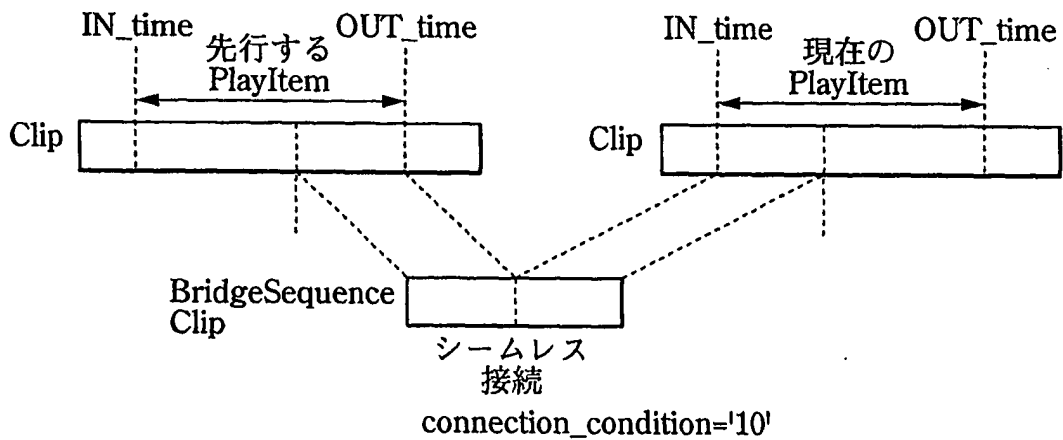 IN_time
先行する
PlayItem
OUT_time
IN_time
現在の
PlayItem
OUT_time
Clip
Clip
BridgeSequence
Clip
シームレス
接続
connection_condition='10'